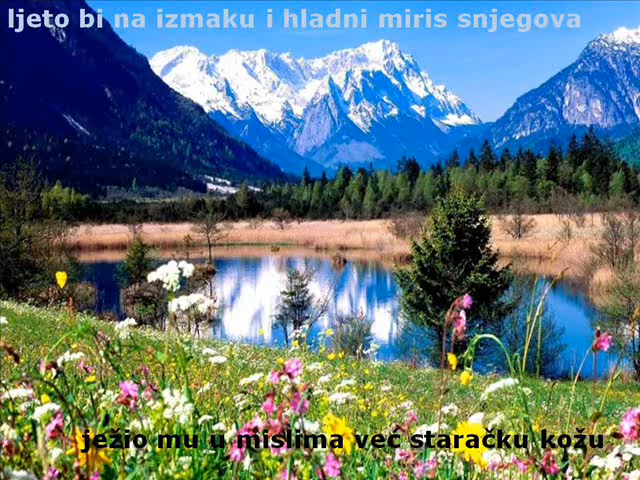 ljeto bi na izmaku i hladni miris snjegova
ježio mu u mislima već staračku kožu